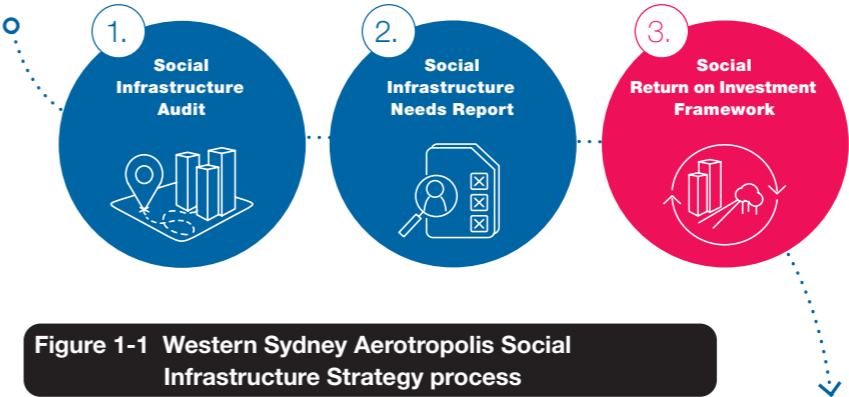 1.
Social
Infrastructure
Audit
2.
Social
Infrastructure
Needs Report
3.
Social
Return on Investment
Framework
Figure 1-1 Western Sydney Aerotropolis Social
Infrastructure Strategy process